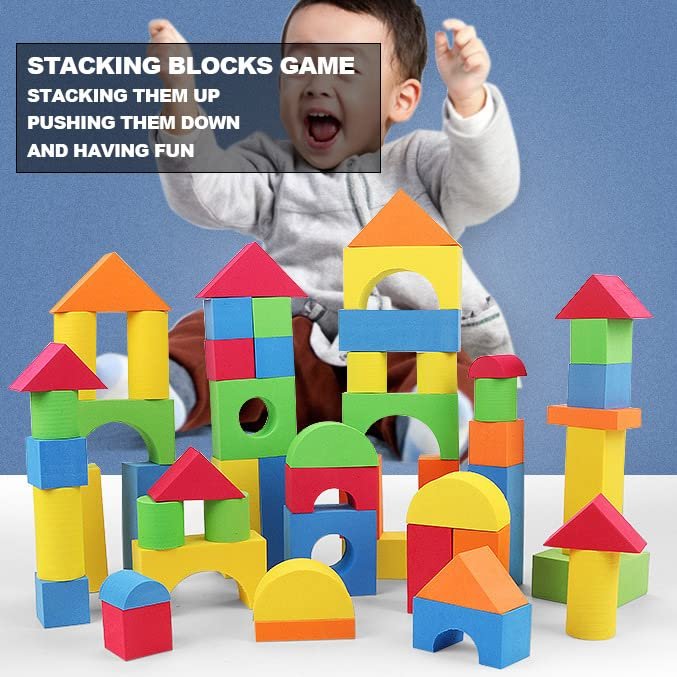 STACKING BLOCKS GAME
STACKING THEM UP
PUSHING THEM DOWN
AND HAVING FUN